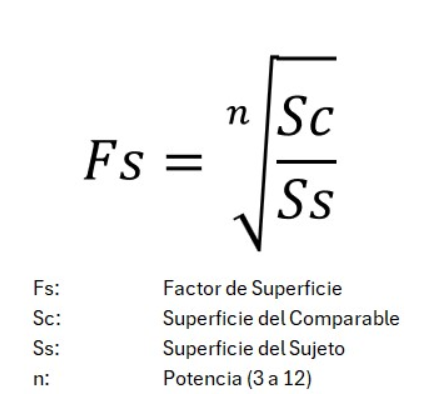 Fs = ⁿ√(Sc/Ss)
Fs: Factor de Superficie
Sc: Superficie del Comparable
Ss: Superficie del Sujeto
n: Potencia (3 a 12)